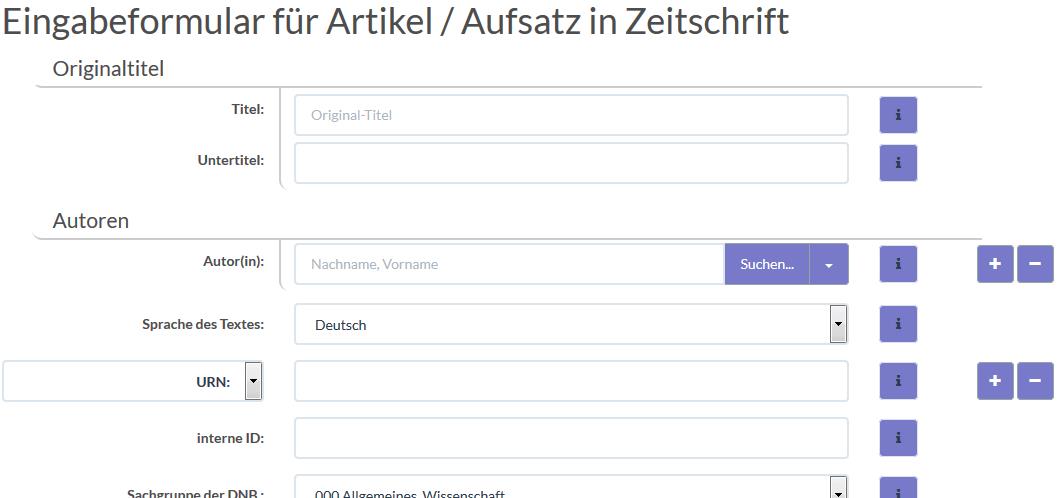 Eingabeformular für Artikel / Aufsatz in Zeitschrift
Originaltitel
Titel: Original-Titel i
Untertitel: i
Autoren
Autor(in): Nachname, Vorname Suchen... i + −
Sprache des Textes: Deutsch i
URN: i + −
interne ID: i
Sachgruppe der DNB : 000 Allgemeines, Wissenschaft i